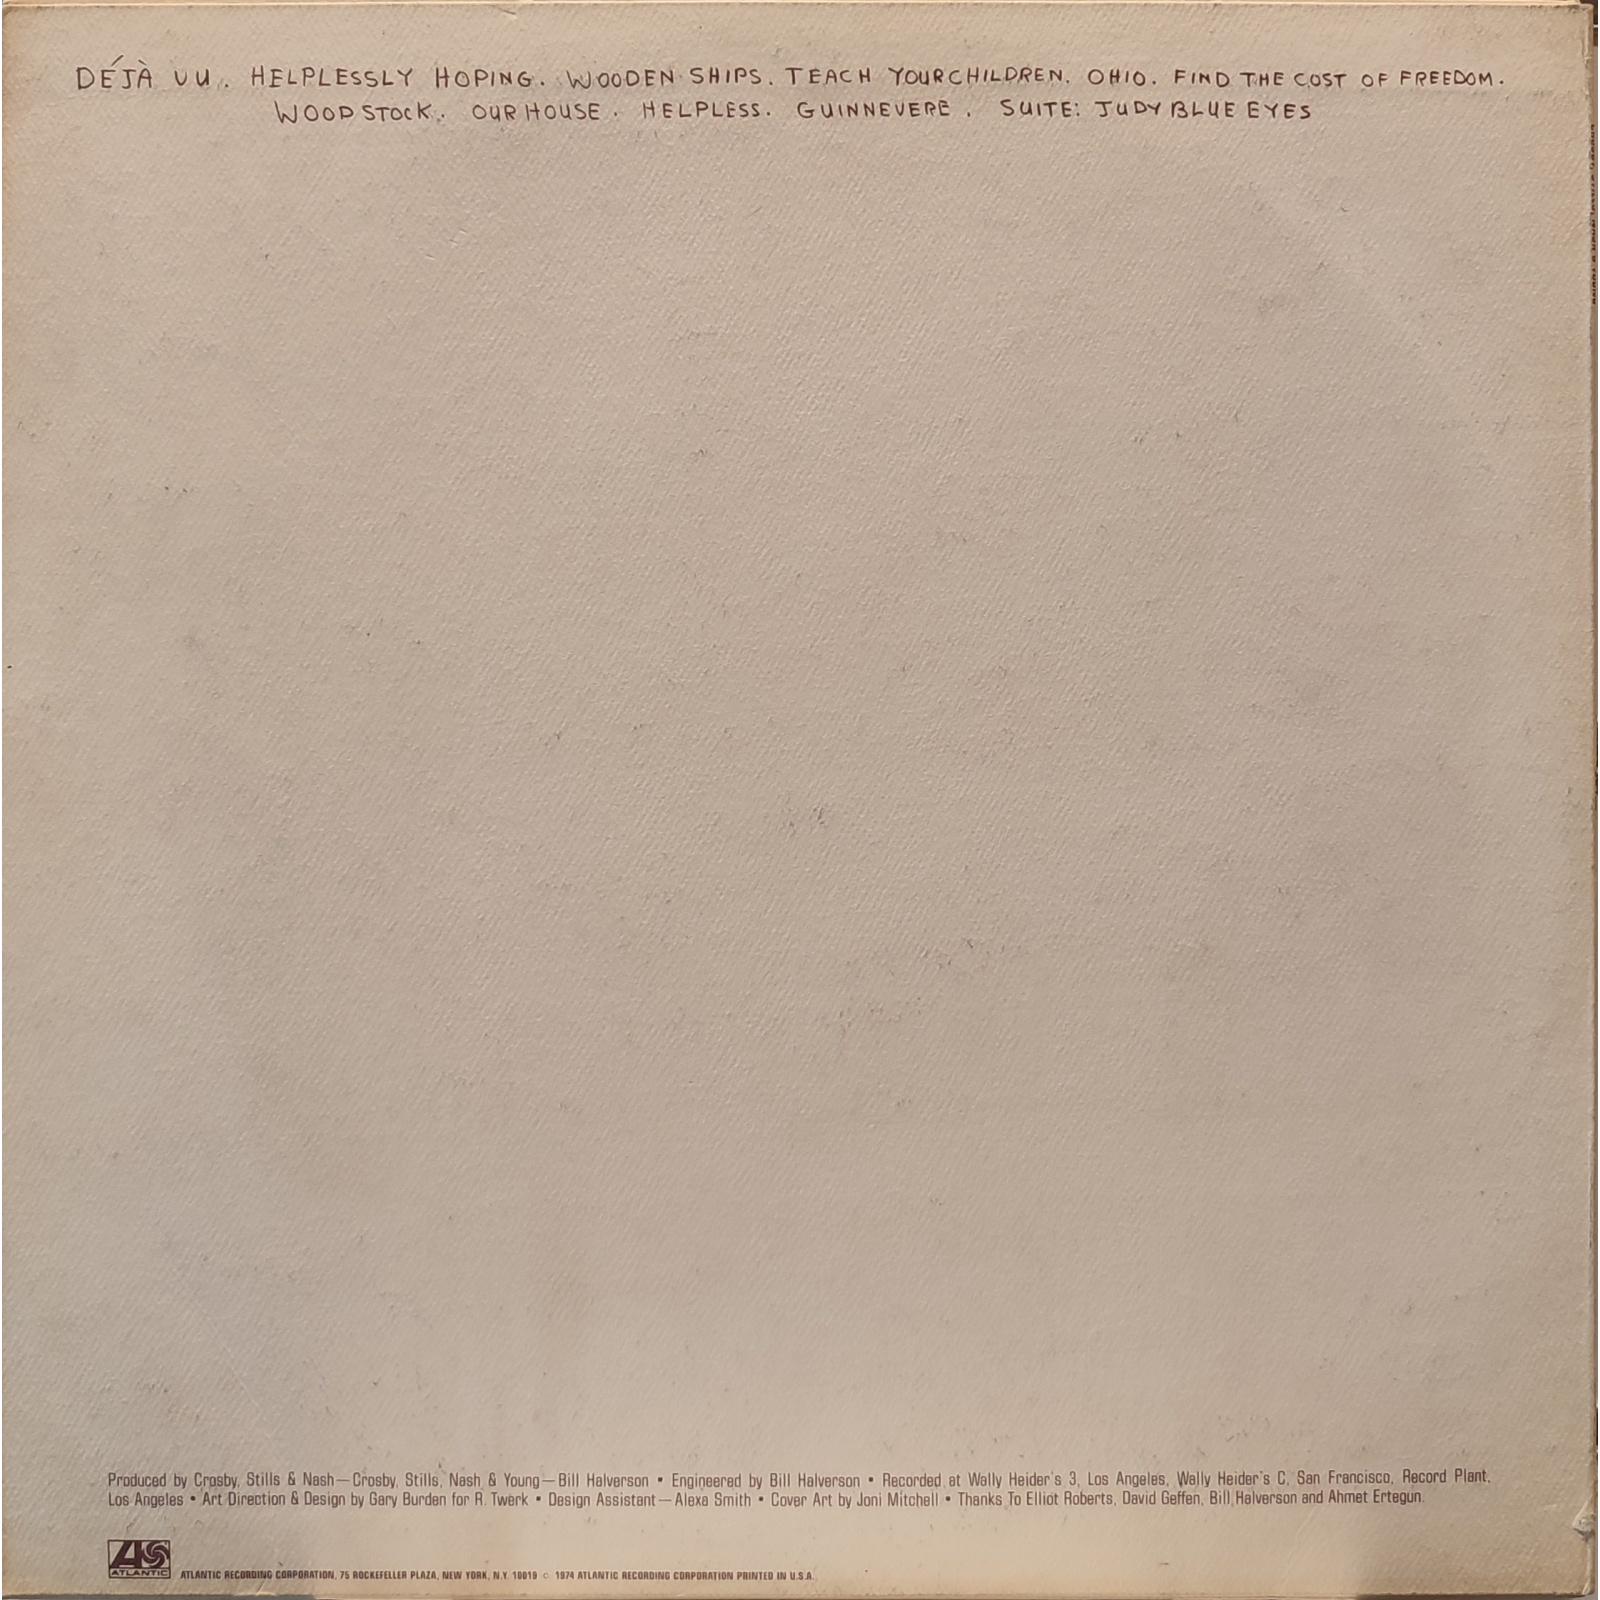 DÉJÀ VU. HELPLESSLY HOPING. WOODEN SHIPS. TEACH YOUR CHILDREN. OHIO. FIND THE COST OF FREEDOM.
WOODSTOCK. OUR HOUSE. HELPLESS. GUINNEVERE. SUITE: JUDY BLUE EYES
Produced by Crosby, Stills & Nash—Crosby, Stills, Nash & Young—Bill Halverson • Engineered by Bill Halverson • Recorded at Wally Heider's 3, Los Angeles, Wally Heider's C, San Francisco, Record Plant,
Los Angeles • Art Direction & Design by Gary Burden for R. Twerk • Design Assistant—Alexa Smith • Cover Art by Joni Mitchell • Thanks To Elliot Roberts, David Geffen, Bill Halverson and Ahmet Ertegun.
ATLANTIC
ATLANTIC RECORDING CORPORATION, 75 ROCKEFELLER PLAZA, NEW YORK, N.Y. 10019 © 1974 ATLANTIC RECORDING CORPORATION PRINTED IN U.S.A.